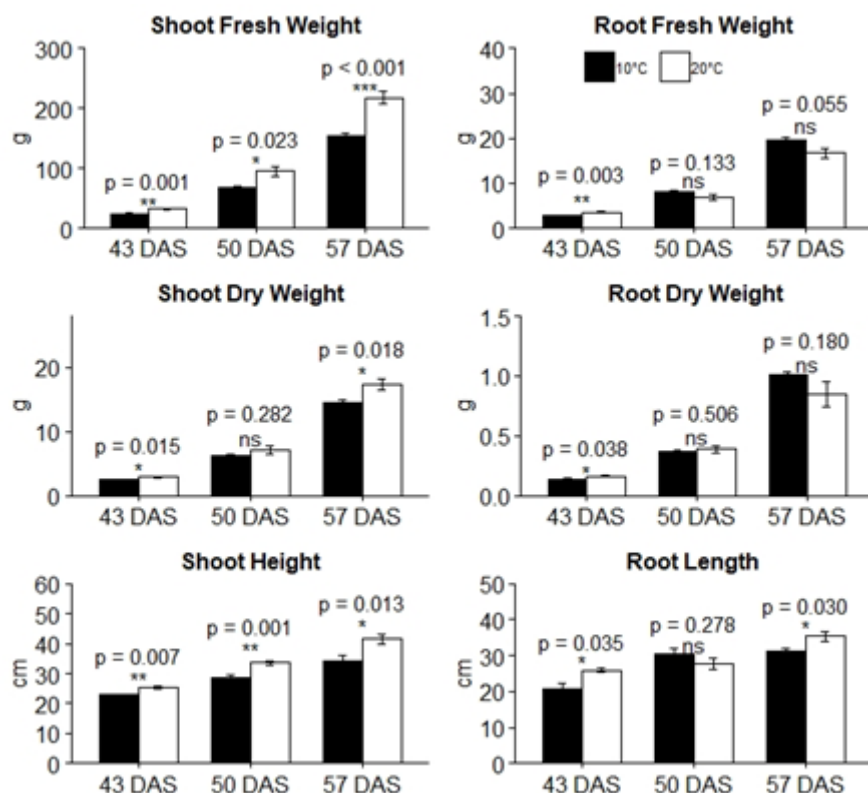 Shoot Fresh Weight
300
200
100
0
g
p = 0.001
**
p = 0.023
*
p < 0.001
***
43 DAS 50 DAS 57 DAS
Root Fresh Weight
40
30
20
10
0
g
10°C 20°C
p = 0.003
**
p = 0.133
ns
p = 0.055
ns
43 DAS 50 DAS 57 DAS
Shoot Dry Weight
20
10
0
g
p = 0.015
*
p = 0.282
ns
p = 0.018
*
43 DAS 50 DAS 57 DAS
Root Dry Weight
1.5
1.0
0.5
0.0
g
p = 0.038
*
p = 0.506
ns
p = 0.180
ns
43 DAS 50 DAS 57 DAS
Shoot Height
60
50
40
30
20
10
0
cm
p = 0.007
**
p = 0.001
**
p = 0.013
*
43 DAS 50 DAS 57 DAS
Root Length
50
40
30
20
10
0
cm
p = 0.035
*
p = 0.278
ns
p = 0.030
*
43 DAS 50 DAS 57 DAS